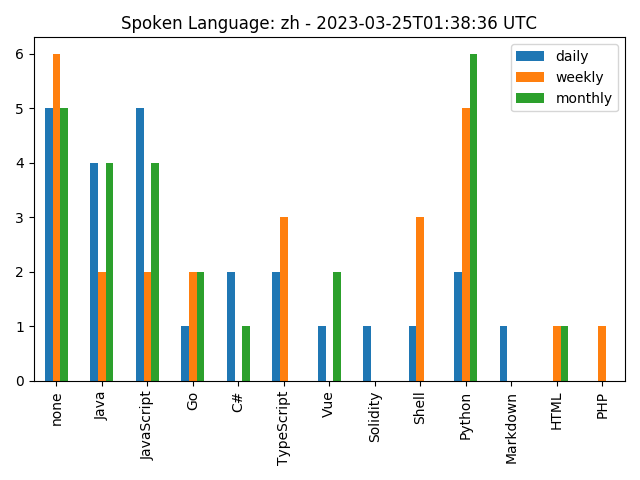 Spoken Language: zh - 2023-03-25T01:38:36 UTC
daily
weekly
monthly
6
5
4
3
2
1
0
none
Java
JavaScript
Go
C#
TypeScript
Vue
Solidity
Shell
Python
Markdown
HTML
PHP